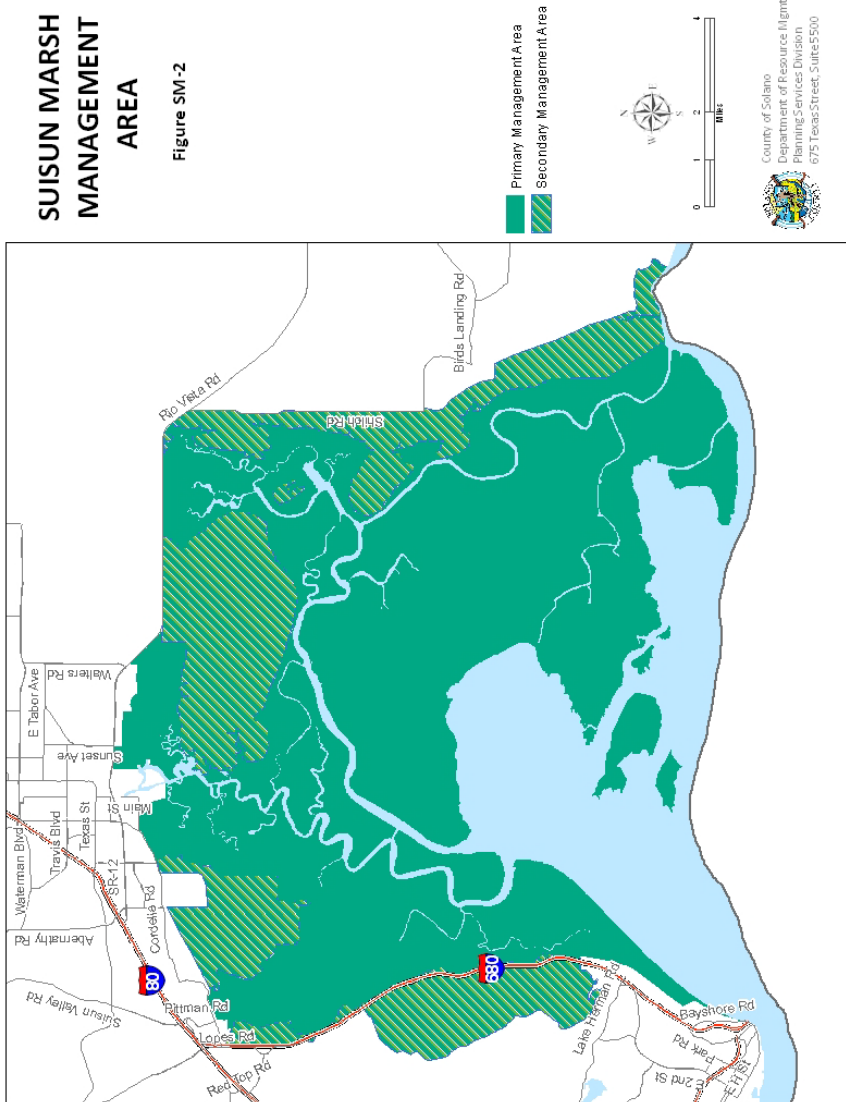 SUISUN MARSH
MANAGEMENT
AREA
Figure SM-2
Primary Management Area
Secondary Management Area
N
E
S
W
0 1 2 4
Miles
County of Solano
Department of Resource Mgmt
Planning Services Division
675 Texas Street, Suite5500
Waterman Blvd
Travis Blvd
Texas St
E Tabor Ave
Walters Rd
Sunset Ave
Main St
SR-12
Cordelia Rd
Abernathy Rd
Suisun Valley Rd
80
Pittman Rd
Lopes Rd
Red Top Rd
680
Lake Herman Rd
Bayshore Rd
Park Rd
E H St
E 2nd St
Rio Vista Rd
Shiloh Rd
Birds Landing Rd